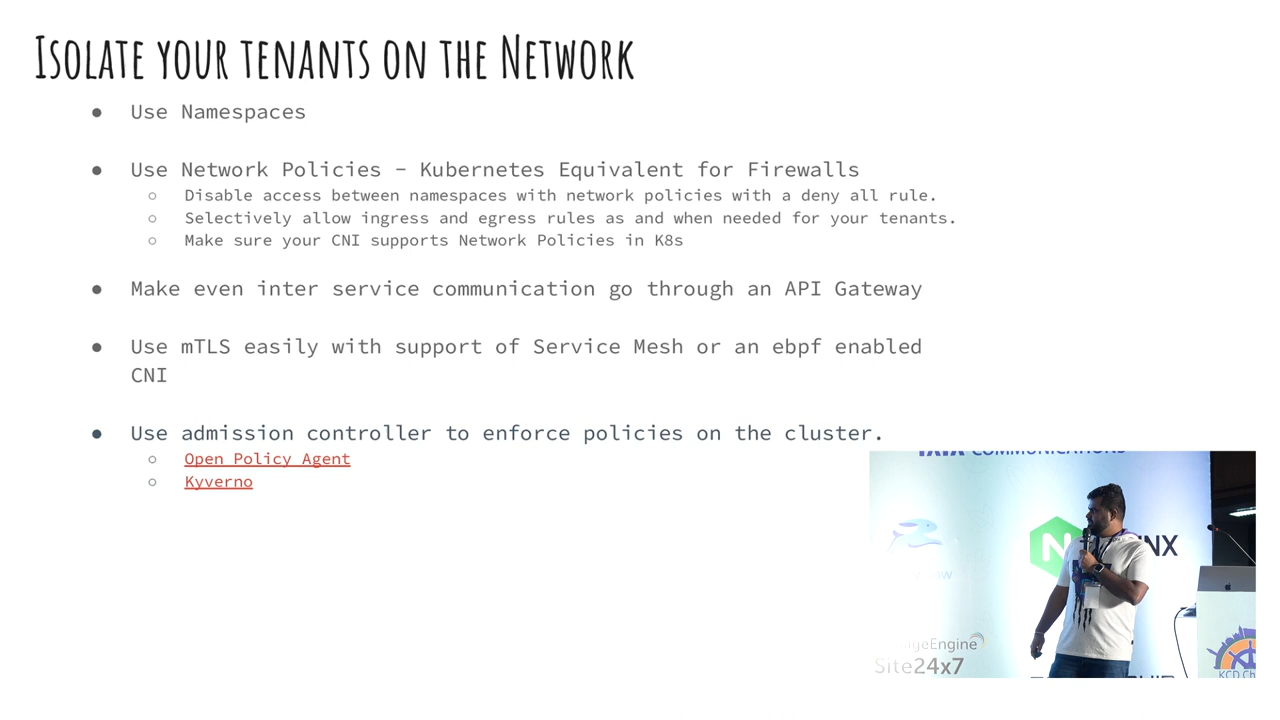 Isolate your tenants on the Network
● Use Namespaces
● Use Network Policies – Kubernetes Equivalent for Firewalls
○ Disable access between namespaces with network policies with a deny all rule.
○ Selectively allow ingress and egress rules as and when needed for your tenants.
○ Make sure your CNI supports Network Policies in K8s
● Make even inter service communication go through an API Gateway
● Use mTLS easily with support of Service Mesh or an ebpf enabled
CNI
● Use admission controller to enforce policies on the cluster.
○ Open Policy Agent
○ Kyverno
COMMUNICATIONS
N
NX
Site24x7
KCD